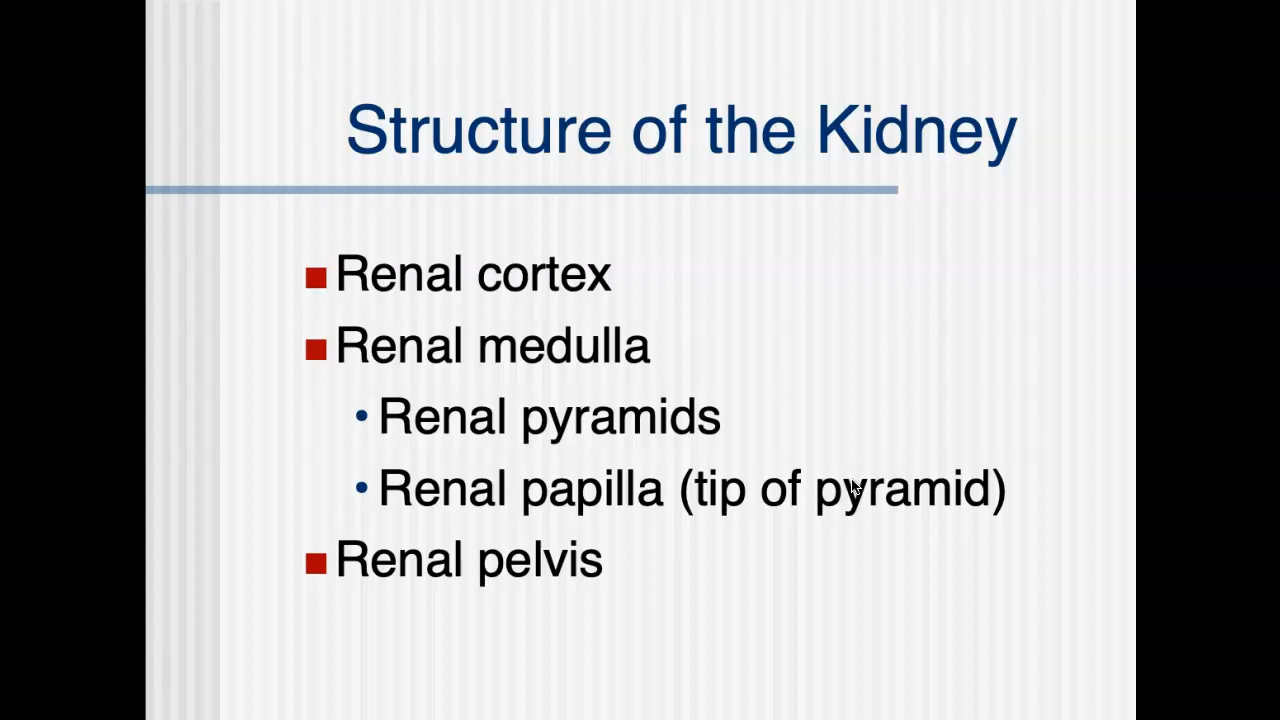 Structure of the Kidney
Renal cortex
Renal medulla
Renal pyramids
Renal papilla (tip of pyramid)
Renal pelvis